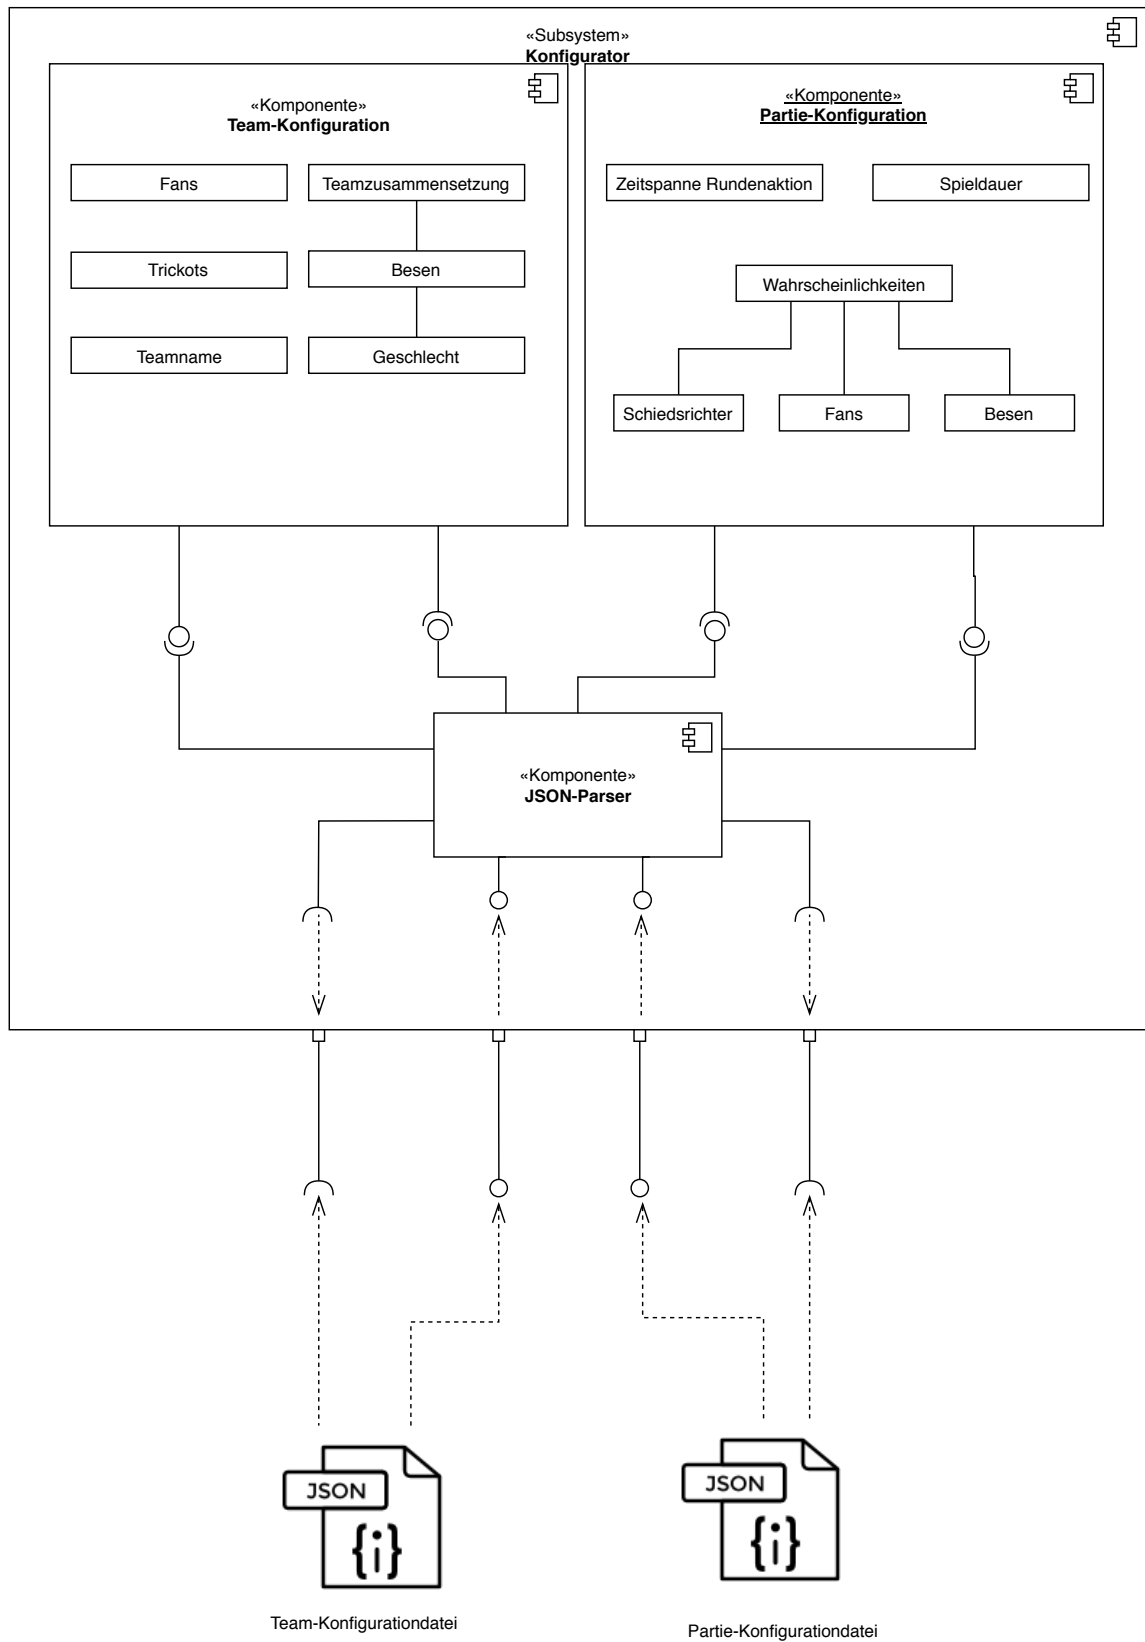 «Subsystem»
Konfigurator
«Komponente»
Team-Konfiguration
Fans
Teamzusammensetzung
Trickots
Besen
Teamname
Geschlecht
«Komponente»
Partie-Konfiguration
Zeitspanne Rundenaktion
Spieldauer
Wahrscheinlichkeiten
Schiedsrichter
Fans
Besen
«Komponente»
JSON-Parser
JSON
{i}
Team-Konfigurationdatei
JSON
{i}
Partie-Konfigurationdatei